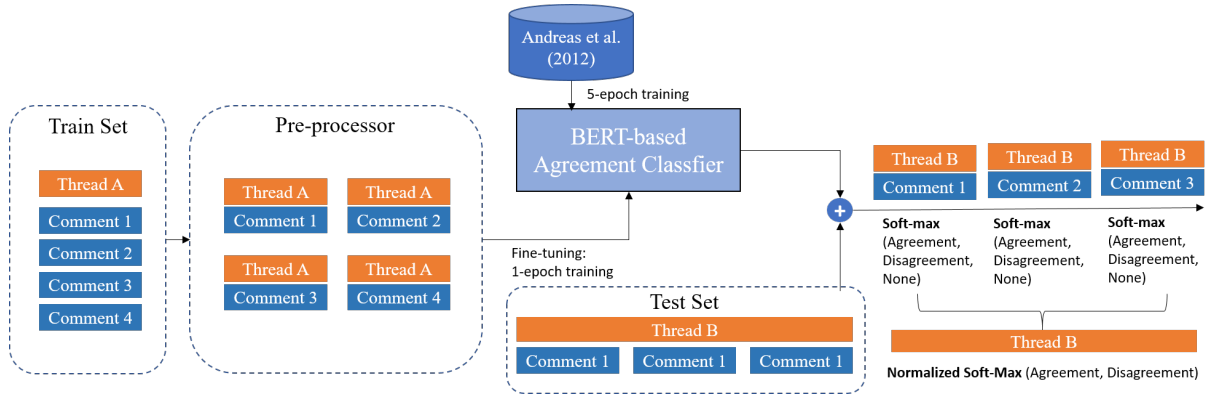 Andreas et al.
(2012)
5-epoch training
Train Set
Thread A
Comment 1
Comment 2
Comment 3
Comment 4
Pre-processor
Thread A
Comment 1
Thread A
Comment 2
Thread A
Comment 3
Thread A
Comment 4
BERT-based
Agreement Classfier
Fine-tuning:
1-epoch training
Test Set
Thread B
Comment 1
Comment 1
Comment 1
+
Thread B
Comment 1
Thread B
Comment 2
Thread B
Comment 3
Soft-max
(Agreement,
Disagreement,
None)
Soft-max
(Agreement,
Disagreement,
None)
Soft-max
(Agreement,
Disagreement,
None)
Thread B
Normalized Soft-Max (Agreement, Disagreement)